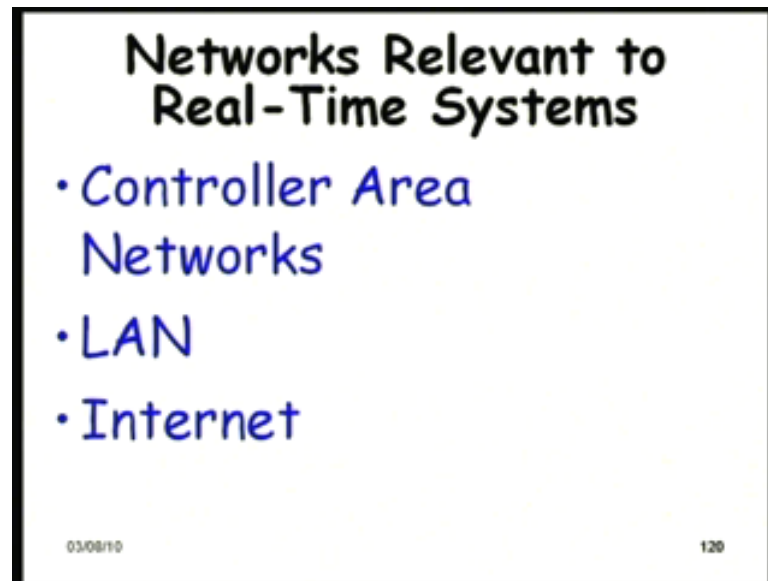 Networks Relevant to
Real-Time Systems
• Controller Area
Networks
• LAN
• Internet
03/08/10
120